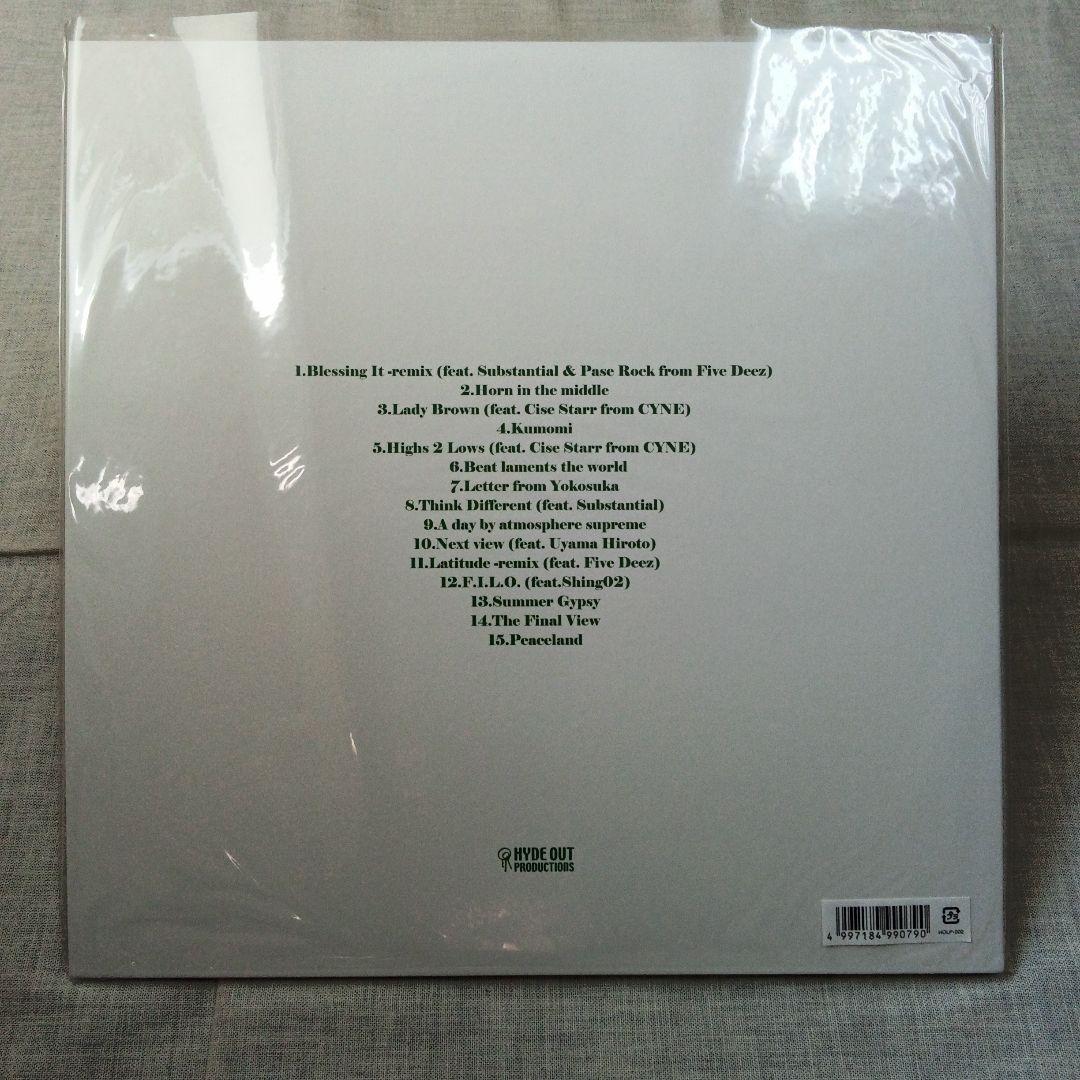 1.Blessing It -remix (feat. Substantial & Pase Rock from Five Deez)
2.Horn in the middle
3.Lady Brown (feat. Cise Starr from CYNE)
4.Kumomi
5.Highs 2 Lows (feat. Cise Starr from CYNE)
6.Beat laments the world
7.Letter from Yokosuka
8.Think Different (feat. Substantial)
9.A day by atmosphere supreme
10.Next view (feat. Uyama Hiroto)
11.Latitude -remix (feat. Five Deez)
12.F.I.L.O. (feat.Shing02)
13.Summer Gypsy
14.The Final View
15.Peaceland
HYDE OUT
PRODUCTIONS
4 997184 990790
HOLP-002